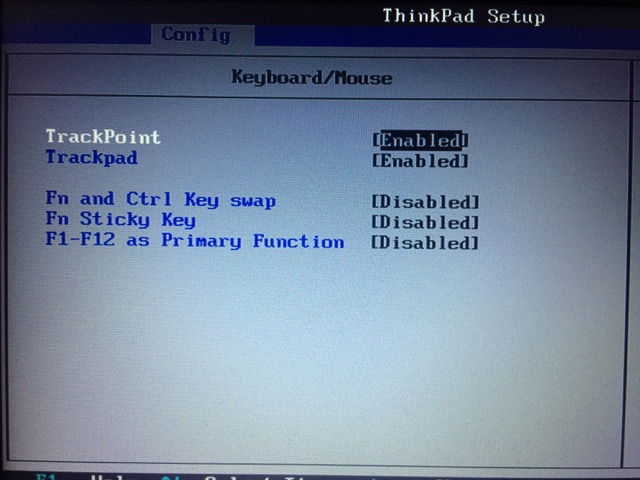 ThinkPad Setup
Config
Keyboard/Mouse
TrackPoint [Enabled]
Trackpad [Enabled]
Fn and Ctrl Key swap [Disabled]
Fn Sticky Key [Disabled]
F1-F12 as Primary Function [Disabled]